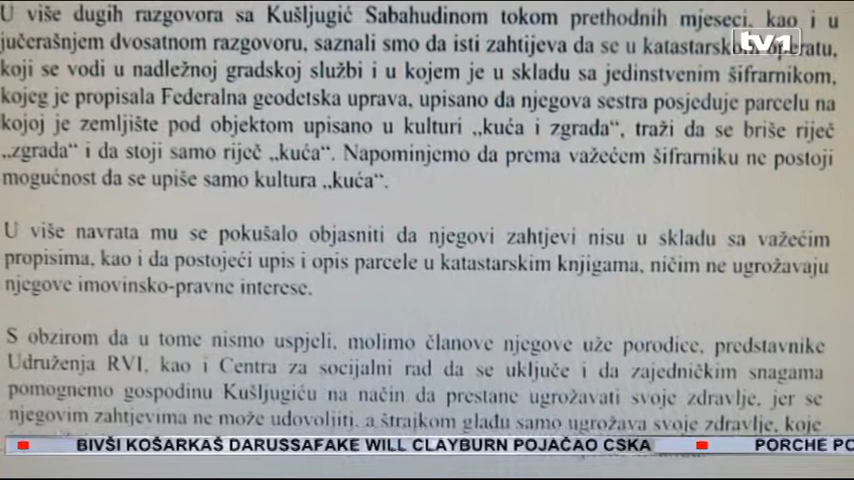 U više dugih razgovora sa Kušljugić Sabahudinom tokom prethodnih mjeseci, kao i u
jučerašnjem dvosatnom razgovoru, saznali smo da isti zahtijeva da se u katastarskom operatu,
tv1
koji se vodi u nadležnoj gradskoj službi i u kojem je u skladu sa jedinstvenim šifrarnikom,
kojeg je propisala Federalna geodetska uprava, upisano da njegova sestra posjeduje parcelu na
kojoj je zemljište pod objektom upisano u kulturi „kuća i zgrada“, traži da se briše riječ
„zgrada“ i da stoji samo riječ „kuća“. Napominjemo da prema važećem šifrarniku ne postoji
mogućnost da se upiše samo kultura „kuća“.
U više navrata mu se pokušalo objasniti da njegovi zahtjevi nisu u skladu sa važećim
propisima, kao i da postojeći upis i opis parcele u katastarskim knjigama, ničim ne ugrožavaju
njegove imovinsko-pravne interese.
S obzirom da u tome nismo uspjeli, molimo članove njegove uže porodice, predstavnike
Udruženja RVI, kao i Centra za socijalni rad da se uključe i da zajedničkim snagama
pomognemo gospodinu Kušljugiću na način da prestane ugrožavati svoje zdravlje, jer se
njegovim zahtjevima ne može udovoljiti, a štrajkom glađu samo ugrožava svoje zdravlje, koje
BIVŠI KOŠARKAŠ DARUSSAFAKE WILL CLAYBURN POJAČAO CSKA PORCHE PO